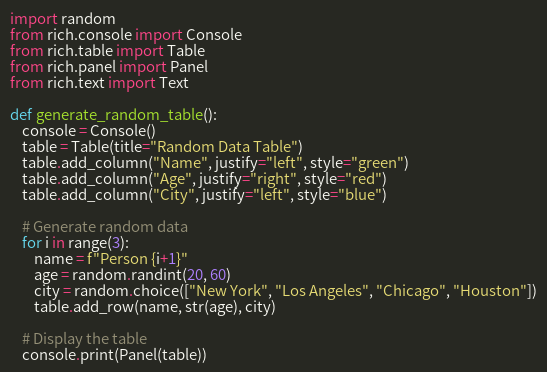 import random
from rich.console import Console
from rich.table import Table
from rich.panel import Panel
from rich.text import Text

def generate_random_table():
    console = Console()
    table = Table(title="Random Data Table")
    table.add_column("Name", justify="left", style="green")
    table.add_column("Age", justify="right", style="red")
    table.add_column("City", justify="left", style="blue")

    # Generate random data
    for i in range(3):
        name = f"Person {i+1}"
        age = random.randint(20, 60)
        city = random.choice(["New York", "Los Angeles", "Chicago", "Houston"])
        table.add_row(name, str(age), city)

    # Display the table
    console.print(Panel(table))